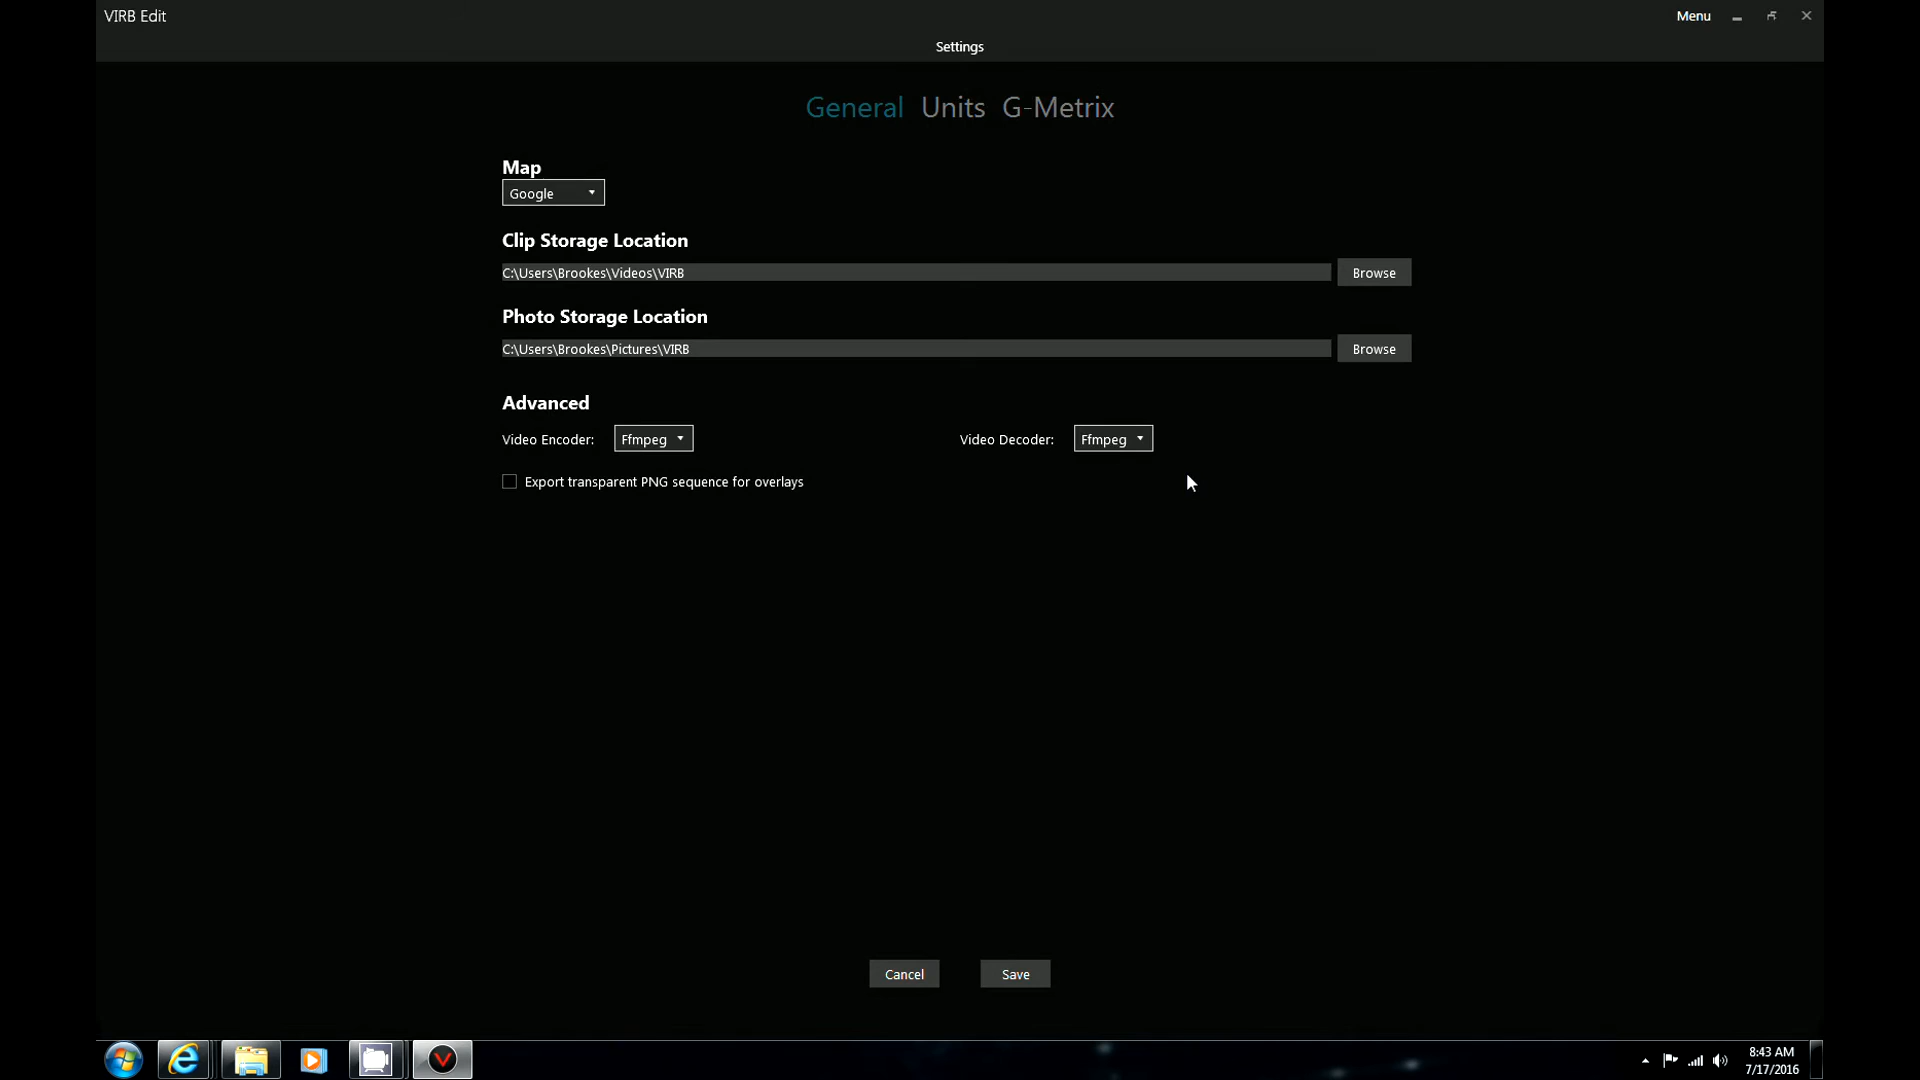 VIRB Edit
Menu
Settings
General Units G-Metrix
Map
Google
Clip Storage Location
C:\Users\Brookes\Videos\VIRB
Browse
Photo Storage Location
C:\Users\Brookes\Pictures\VIRB
Browse
Advanced
Video Encoder: Ffmpeg
Video Decoder: Ffmpeg
Export transparent PNG sequence for overlays
Cancel
Save
8:43 AM
7/17/2016